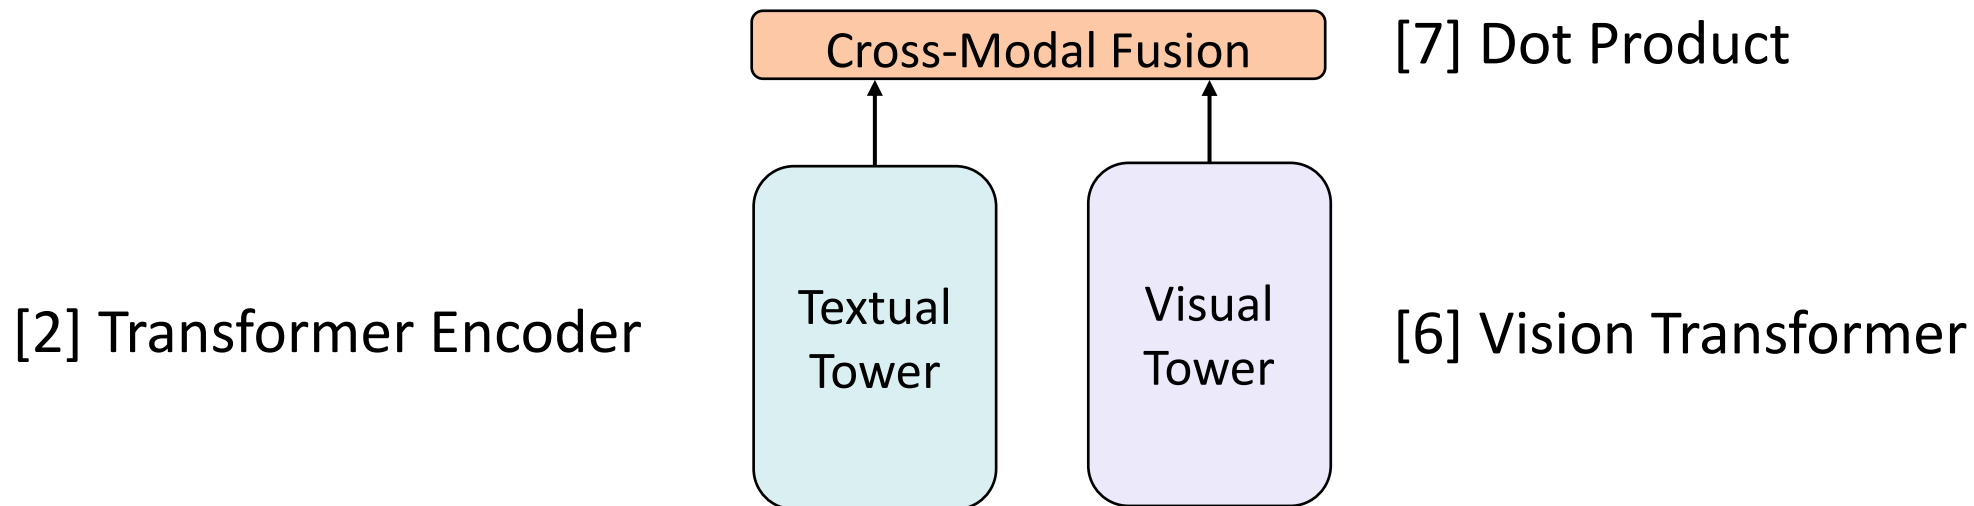 Cross-Modal Fusion
[7] Dot Product
[2] Transformer Encoder
Textual
Tower
Visual
Tower
[6] Vision Transformer